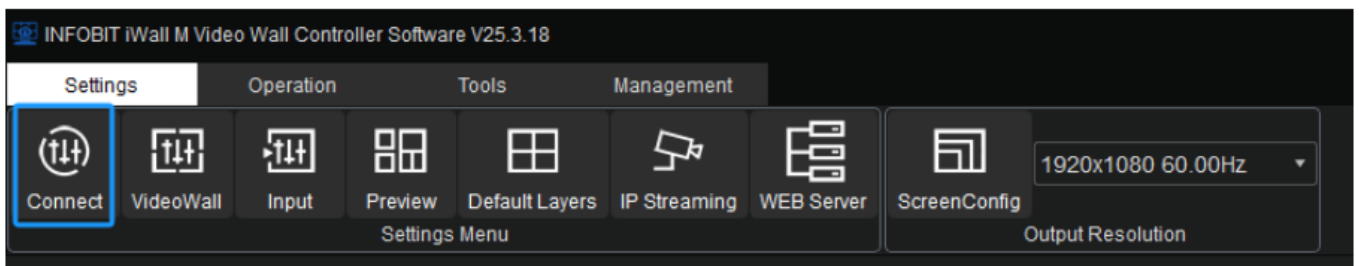 INFOBIT iWall M Video Wall Controller Software V25.3.18
Settings Operation Tools Management
Connect VideoWall Input Preview Default Layers IP Streaming WEB Server ScreenConfig 1920x1080 60.00Hz
Settings Menu Output Resolution